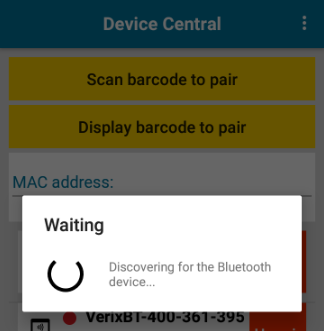 Device Central
Scan barcode to pair
Display barcode to pair
MAC address:
Waiting
Discovering for the Bluetooth
device...
VerixBT-400-361-395